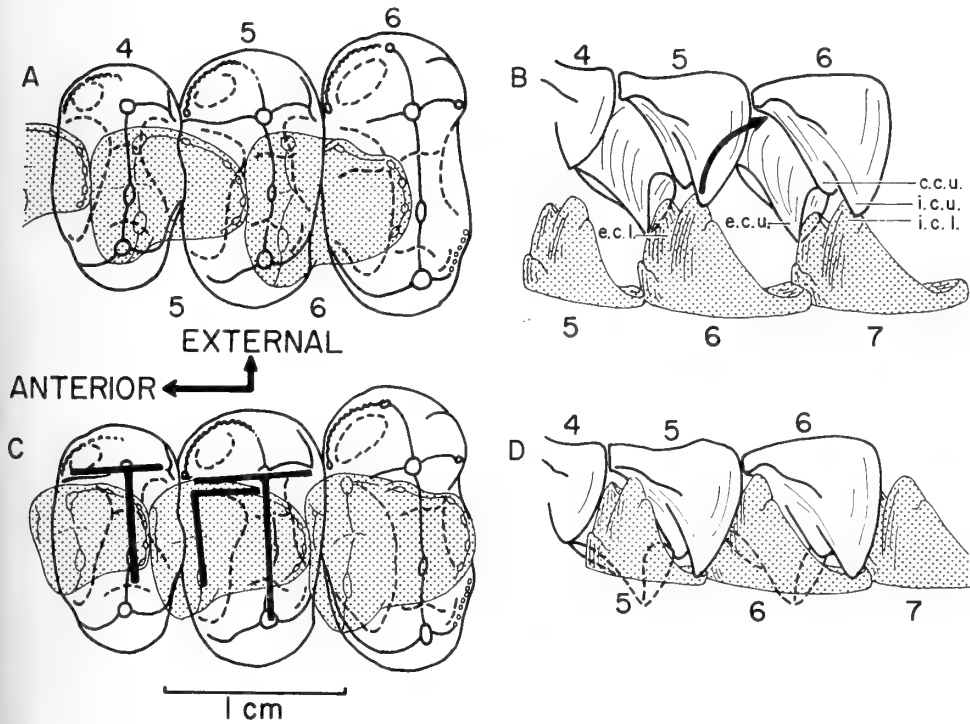 A
4 5 6
5 6
B
4 5 6
c.c.u.
i.c.u.
i.c.l.
e.c.l.
e.c.u.
5 6 7
EXTERNAL
ANTERIOR
C
1 cm
D
4 5 6
5 6 7